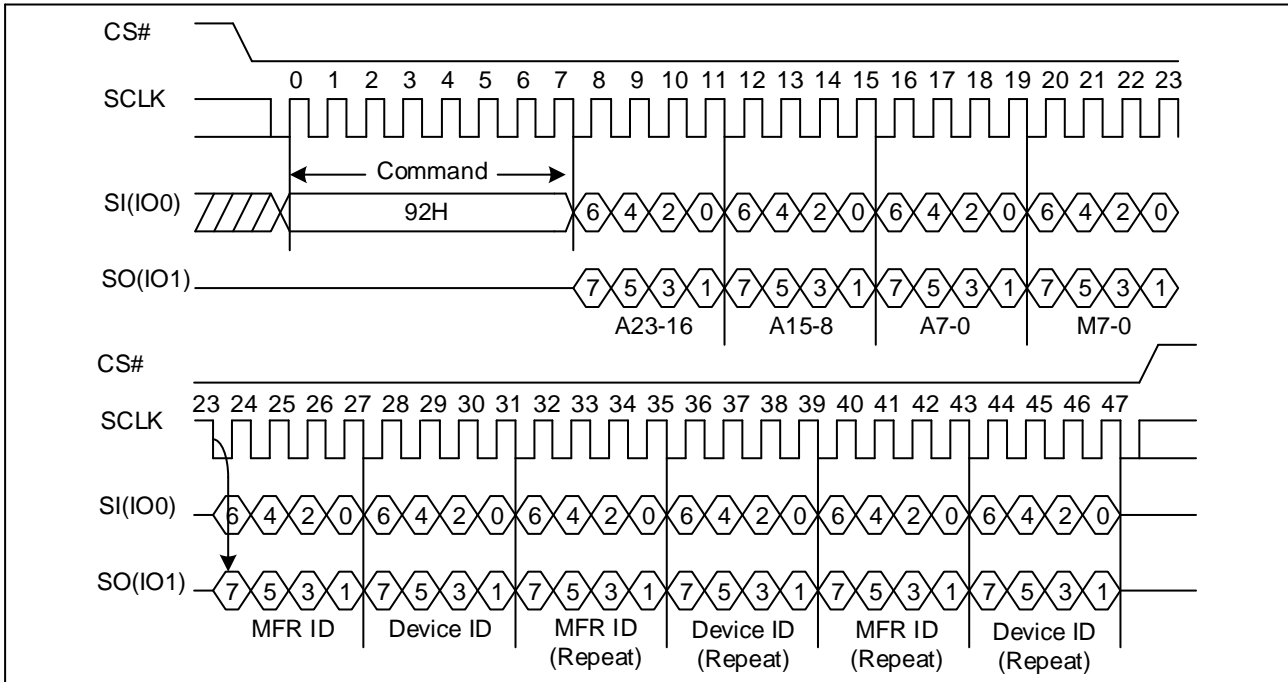 CS#
0 1 2 3 4 5 6 7 8 9 10 11 12 13 14 15 16 17 18 19 20 21 22 23
SCLK
Command
SI(IO0) 92H 6 4 2 0 6 4 2 0 6 4 2 0 6 4 2 0
SO(IO1) 7 5 3 1 7 5 3 1 7 5 3 1 7 5 3 1
A23-16 A15-8 A7-0 M7-0
CS#
23 24 25 26 27 28 29 30 31 32 33 34 35 36 37 38 39 40 41 42 43 44 45 46 47
SCLK
SI(IO0) 6 4 2 0 6 4 2 0 6 4 2 0 6 4 2 0 6 4 2 0 6 4 2 0
SO(IO1) 7 5 3 1 7 5 3 1 7 5 3 1 7 5 3 1 7 5 3 1 7 5 3 1
MFR ID Device ID MFR ID Device ID MFR ID Device ID
(Repeat) (Repeat) (Repeat) (Repeat)